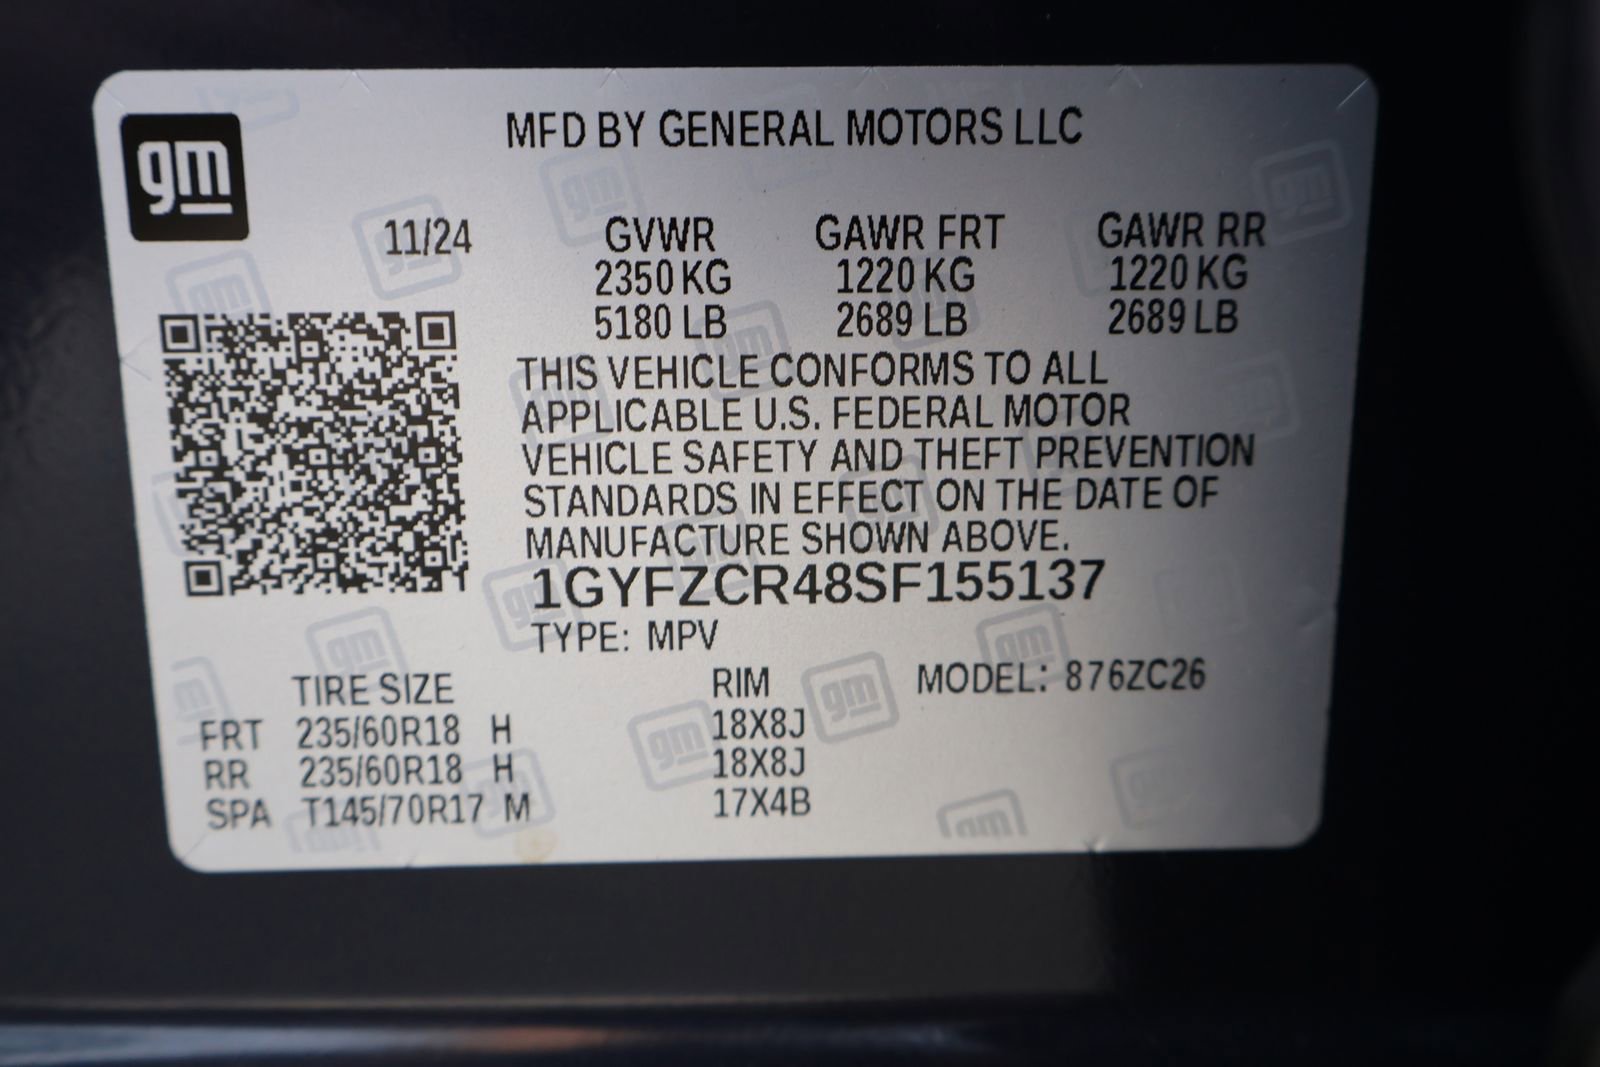 gm
MFD BY GENERAL MOTORS LLC
11/24 GVWR GAWR FRT GAWR RR
2350 KG 1220 KG 1220 KG
5180 LB 2689 LB 2689 LB
THIS VEHICLE CONFORMS TO ALL
APPLICABLE U.S. FEDERAL MOTOR
VEHICLE SAFETY AND THEFT PREVENTION
STANDARDS IN EFFECT ON THE DATE OF
MANUFACTURE SHOWN ABOVE.
1GYFZCR48SF155137
TYPE: MPV
TIRE SIZE RIM MODEL: 876ZC26
FRT 235/60R18 H 18X8J
RR 235/60R18 H 18X8J
SPA T145/70R17 M 17X4B